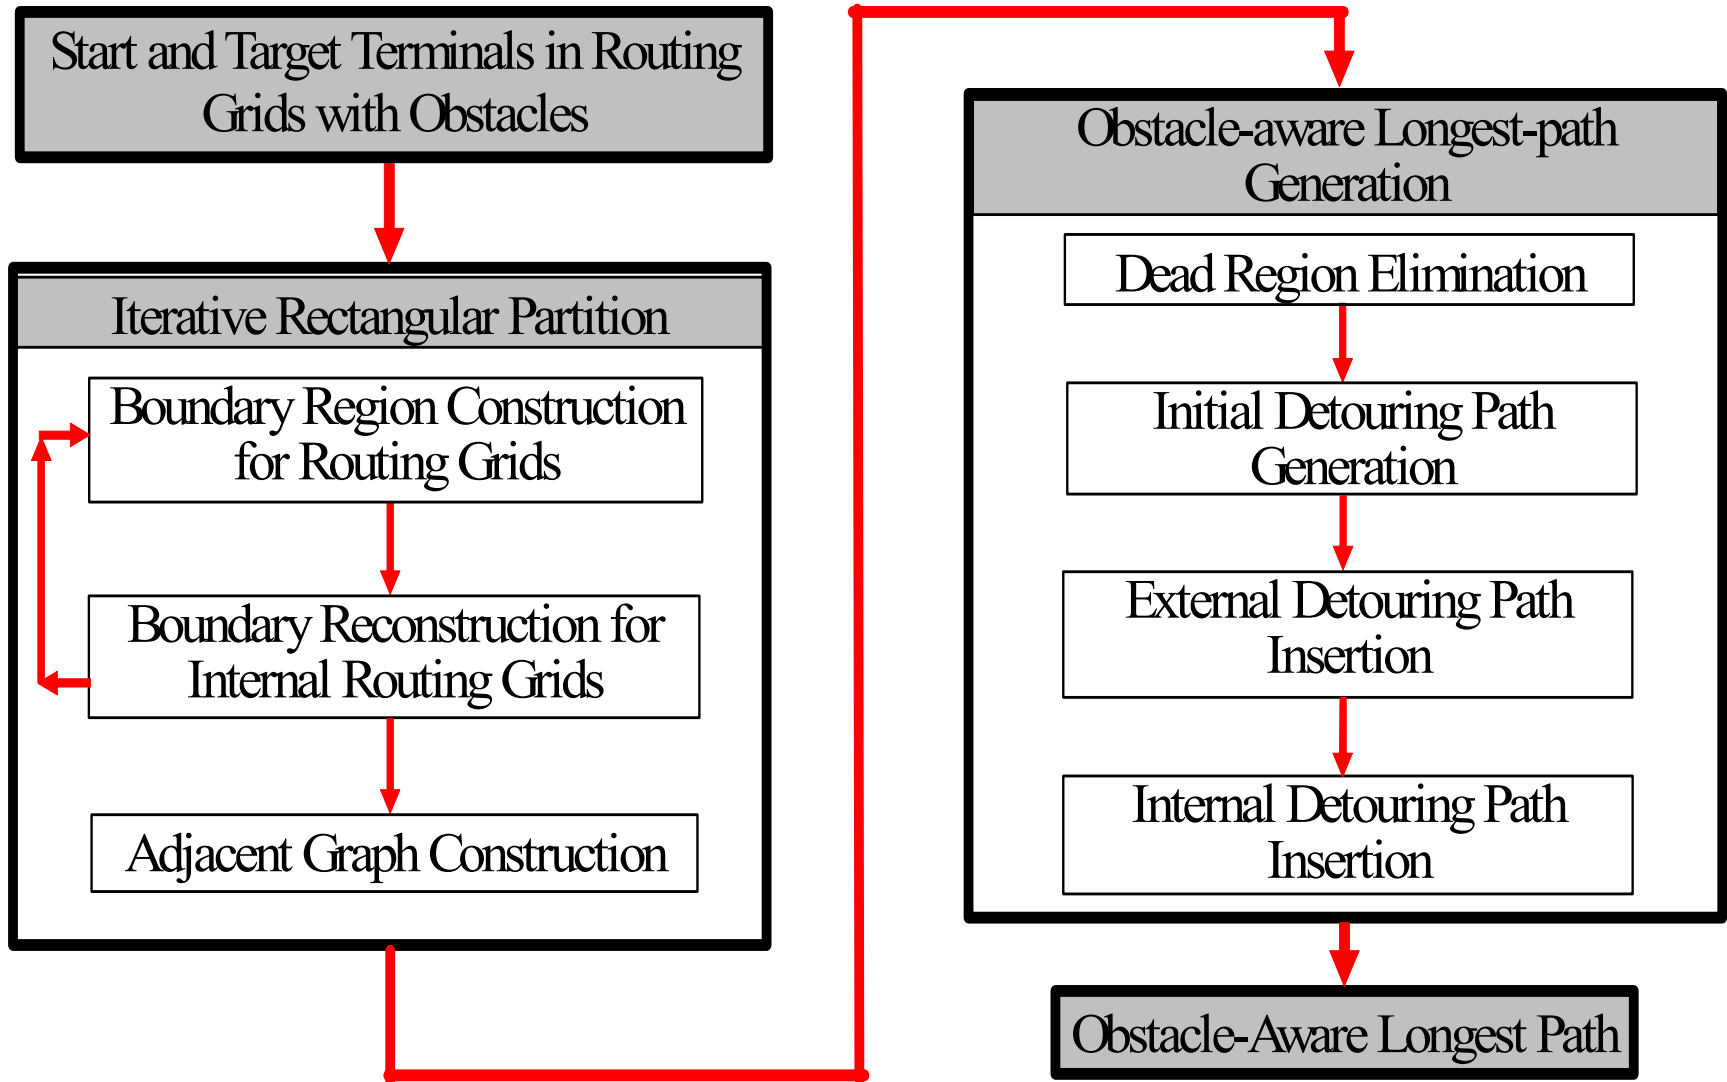 Start and Target Terminals in Routing
Grids with Obstacles
Iterative Rectangular Partition
Boundary Region Construction
for Routing Grids
Boundary Reconstruction for
Internal Routing Grids
Adjacent Graph Construction
Obstacle-aware Longest-path
Generation
Dead Region Elimination
Initial Detouring Path
Generation
External Detouring Path
Insertion
Internal Detouring Path
Insertion
Obstacle-Aware Longest Path